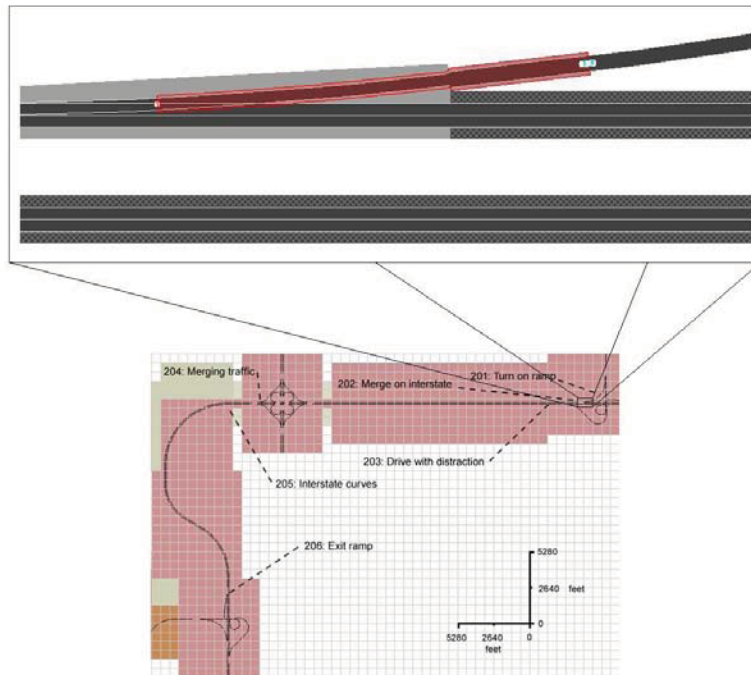 204: Merging traffic
201: Turn on ramp
202: Merge on interstate
203: Drive with distraction
205: Interstate curves
206: Exit ramp
5280
2640 feet
0
5280 2640 0
feet